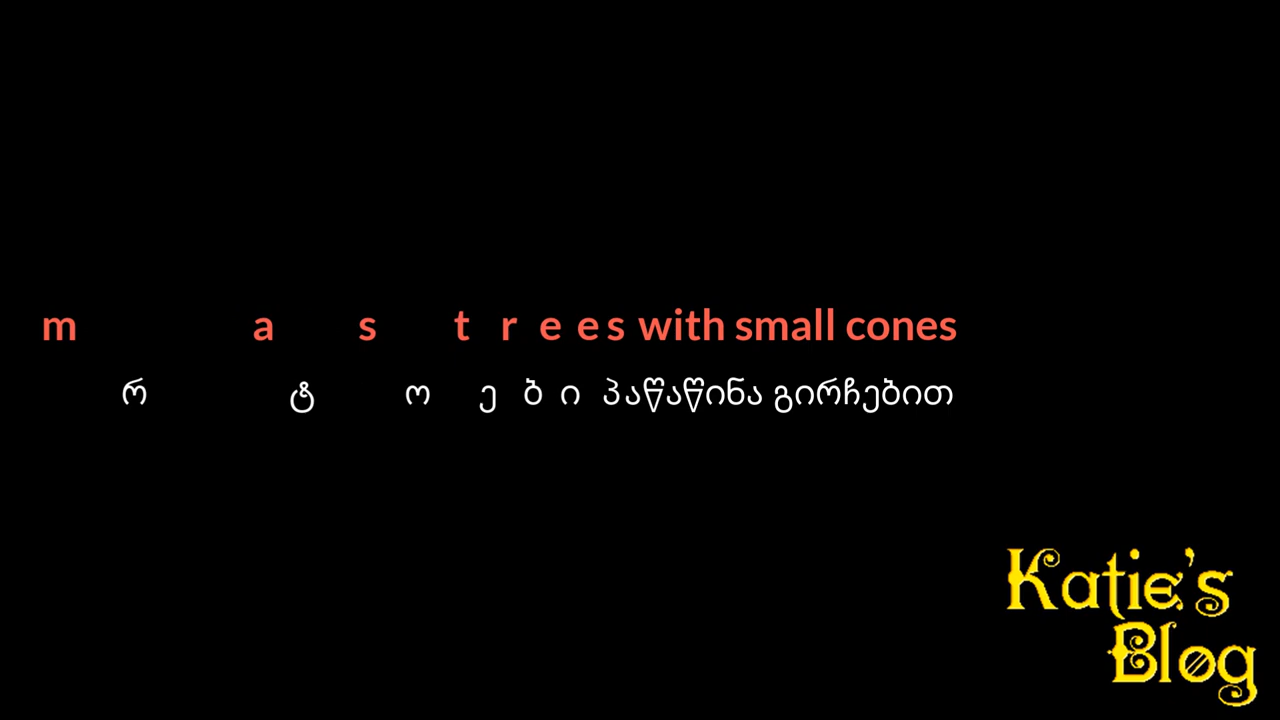 m a s t r e e s with small cones
რ ტ ო ე ბ ი პაწაწინა გირჩებით
Katie's
Blog